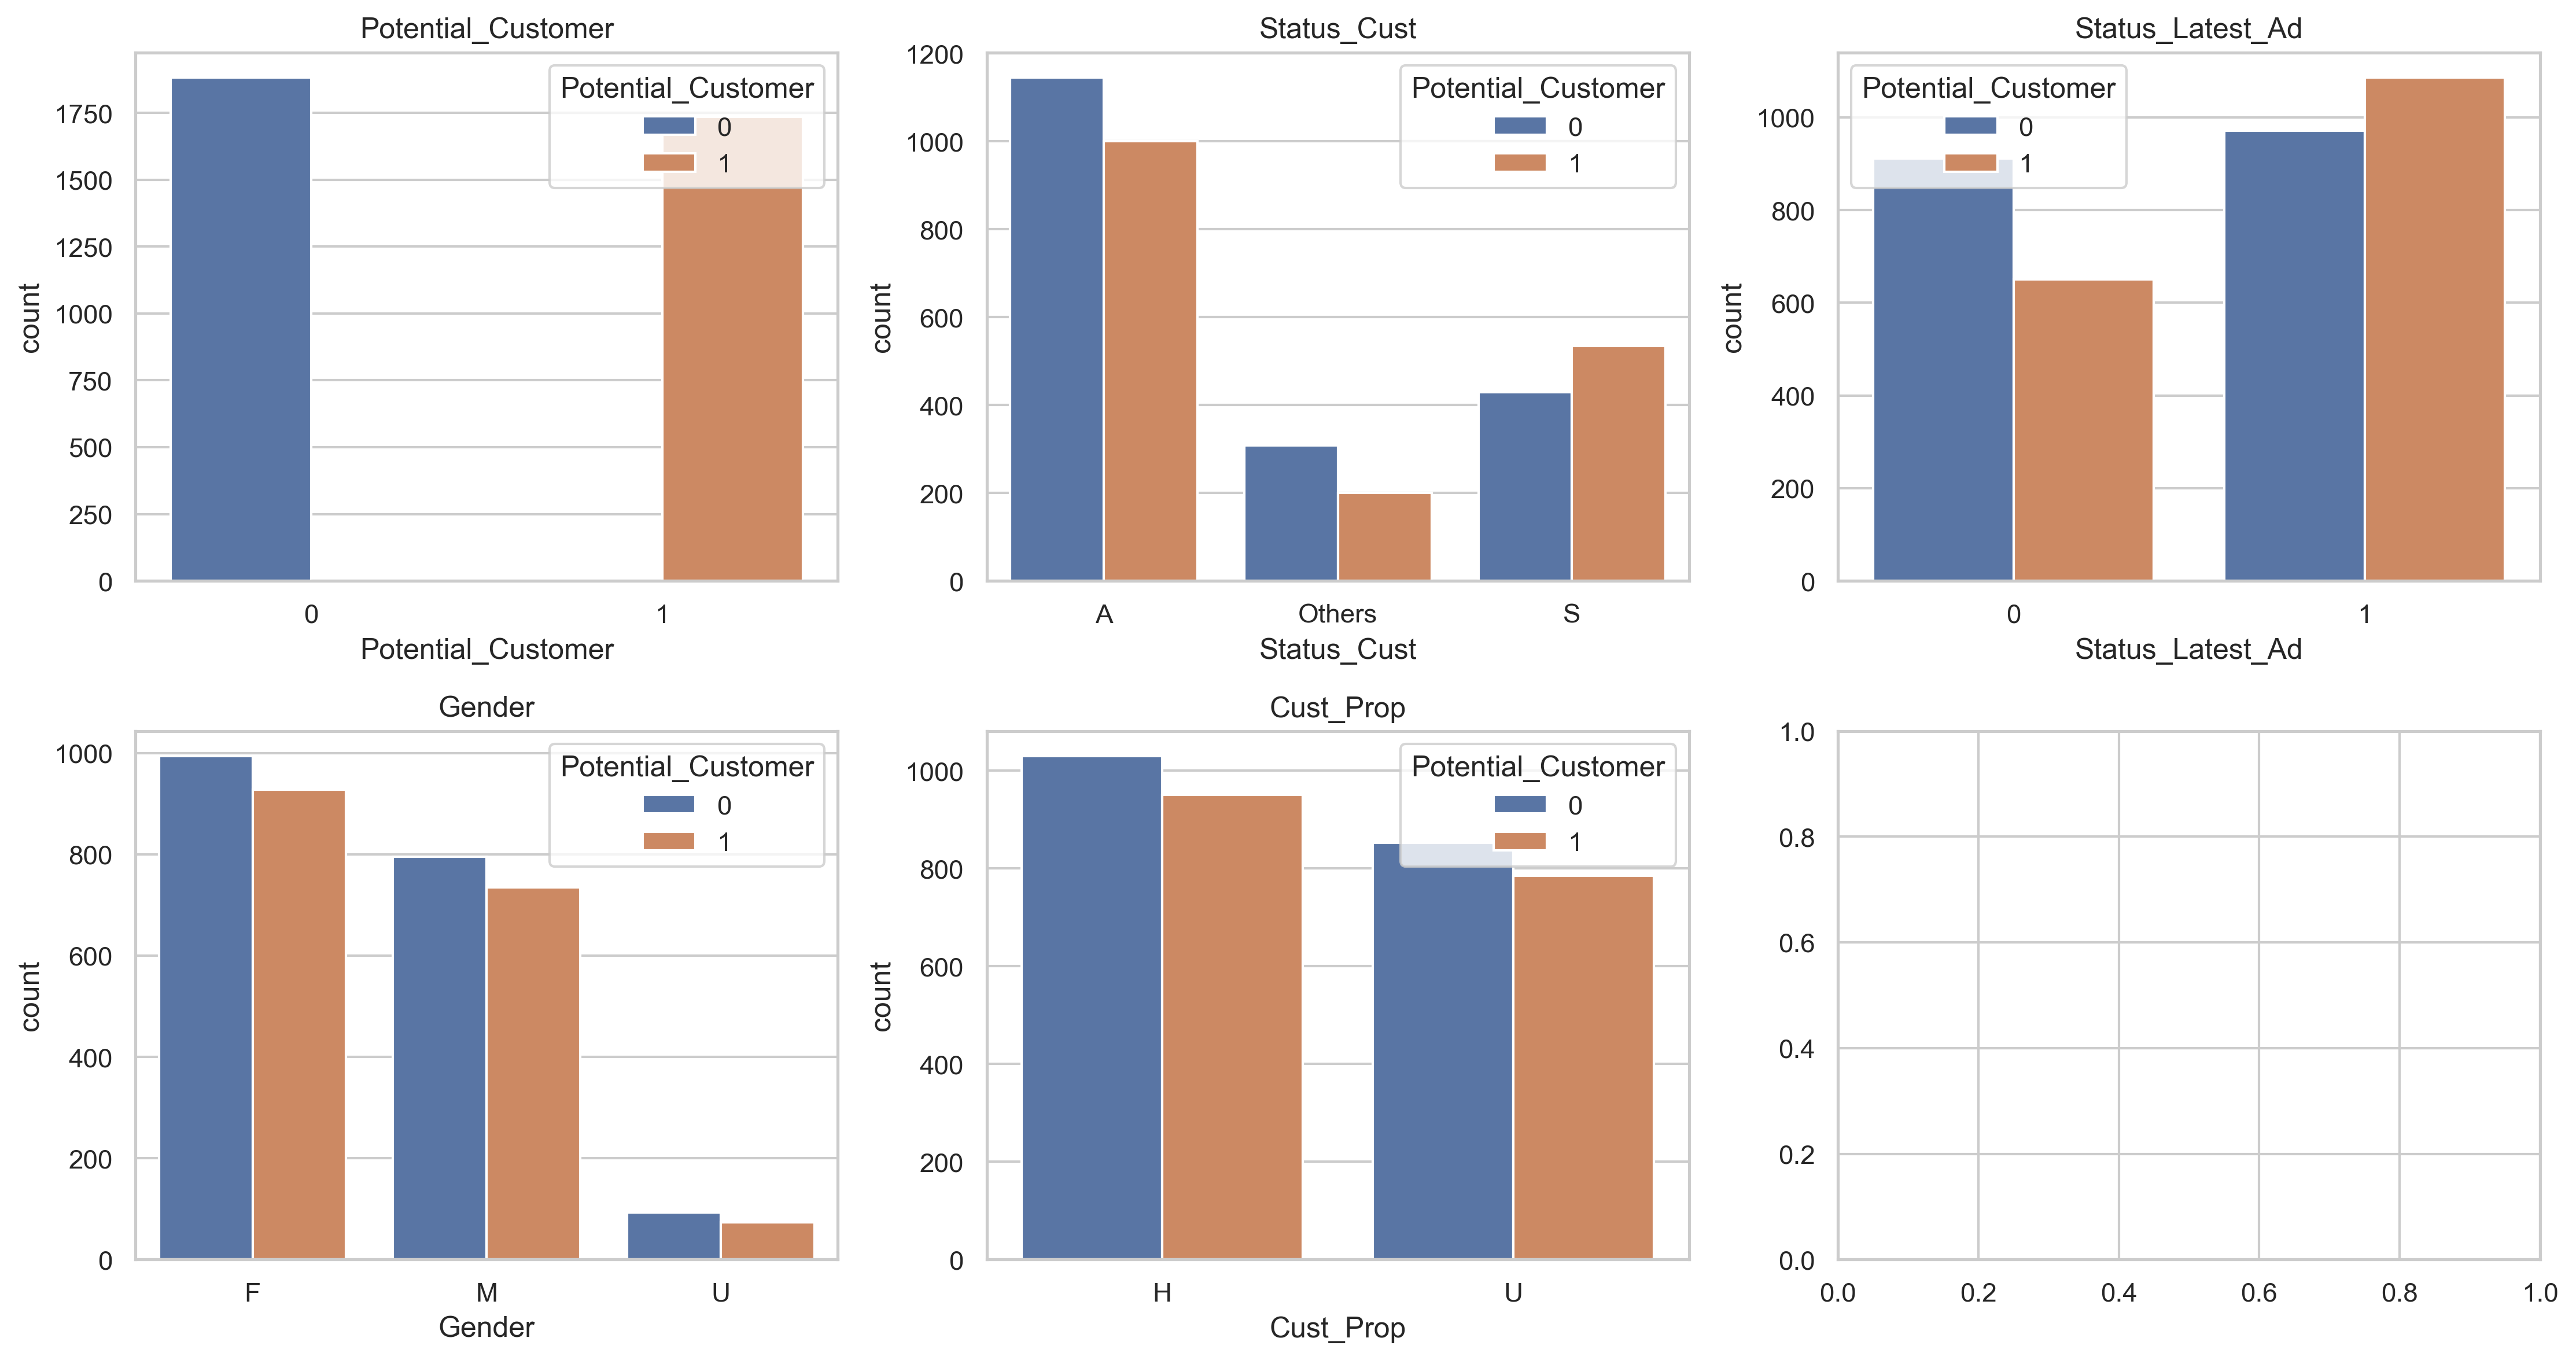 Potential_Customer
Potential_Customer
0
1
1750
1500
1250
1000
750
500
250
0
count
0 1
Potential_Customer
Status_Cust
Potential_Customer
0
1
1200
1000
800
600
400
200
0
count
A Others S
Status_Cust
Status_Latest_Ad
Potential_Customer
0
1
1000
800
600
400
200
0
count
0 1
Status_Latest_Ad
Gender
Potential_Customer
0
1
1000
800
600
400
200
0
count
F M U
Gender
Cust_Prop
Potential_Customer
0
1
1000
800
600
400
200
0
count
H U
Cust_Prop
1.0
0.8
0.6
0.4
0.2
0.0
0.0 0.2 0.4 0.6 0.8 1.0